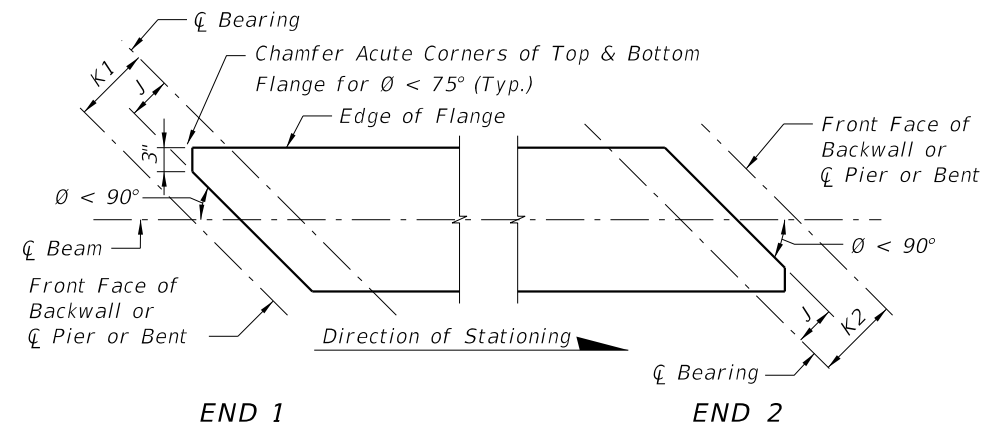 ℄ Bearing
Chamfer Acute Corners of Top & Bottom
Flange for Ø < 75° (Typ.)
K1
J
Edge of Flange
3"
Front Face of
Backwall or
℄ Pier or Bent
Ø < 90°
℄ Beam
Ø < 90°
Front Face of
Backwall or
℄ Pier or Bent
Direction of Stationing
J
K2
℄ Bearing
END 1
END 2